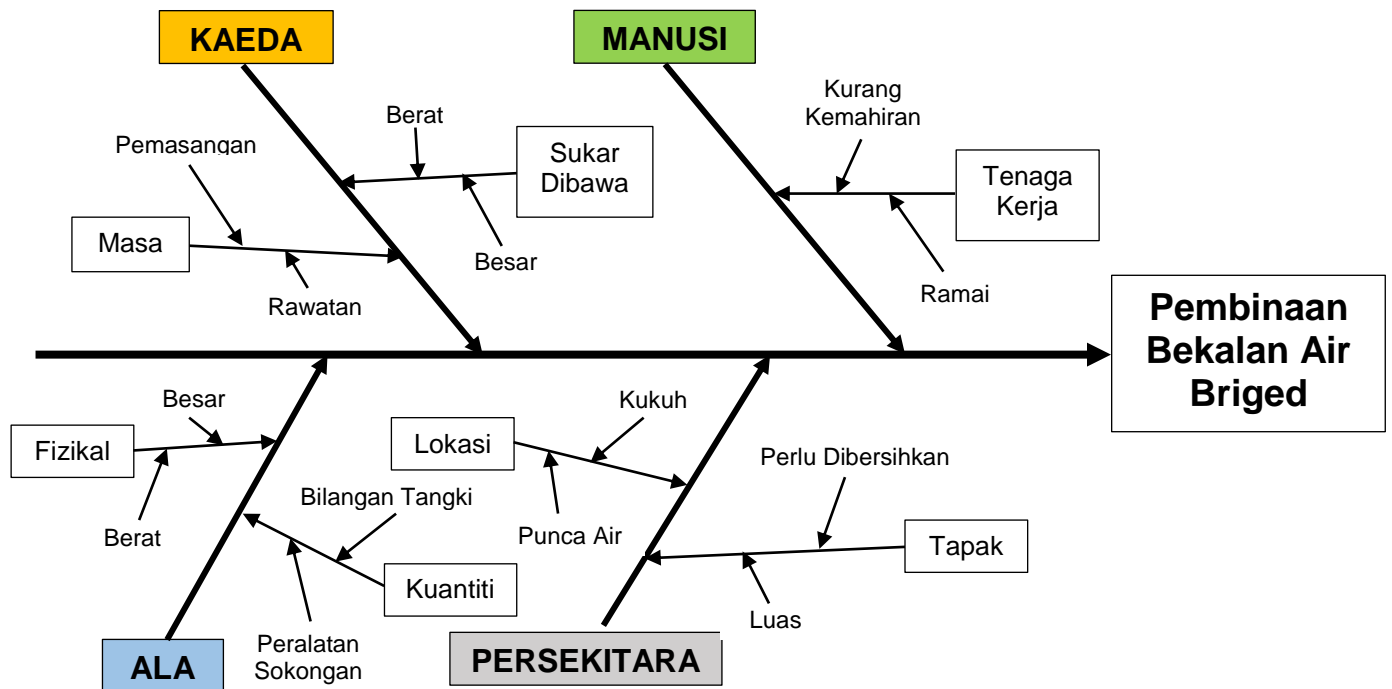 KAEDA
MANUSI
Berat
Pemasangan
Sukar
Dibawa
Kurang
Kemahiran
Tenaga
Kerja
Masa
Besar
Rawatan
Ramai
Pembinaan
Bekalan Air
Briged
Besar
Fizikal
Berat
Kukuh
Lokasi
Punca Air
Bilangan Tangki
Perlu Dibersihkan
Tapak
Kuantiti
Luas
Peralatan
Sokongan
ALA
PERSEKITARA